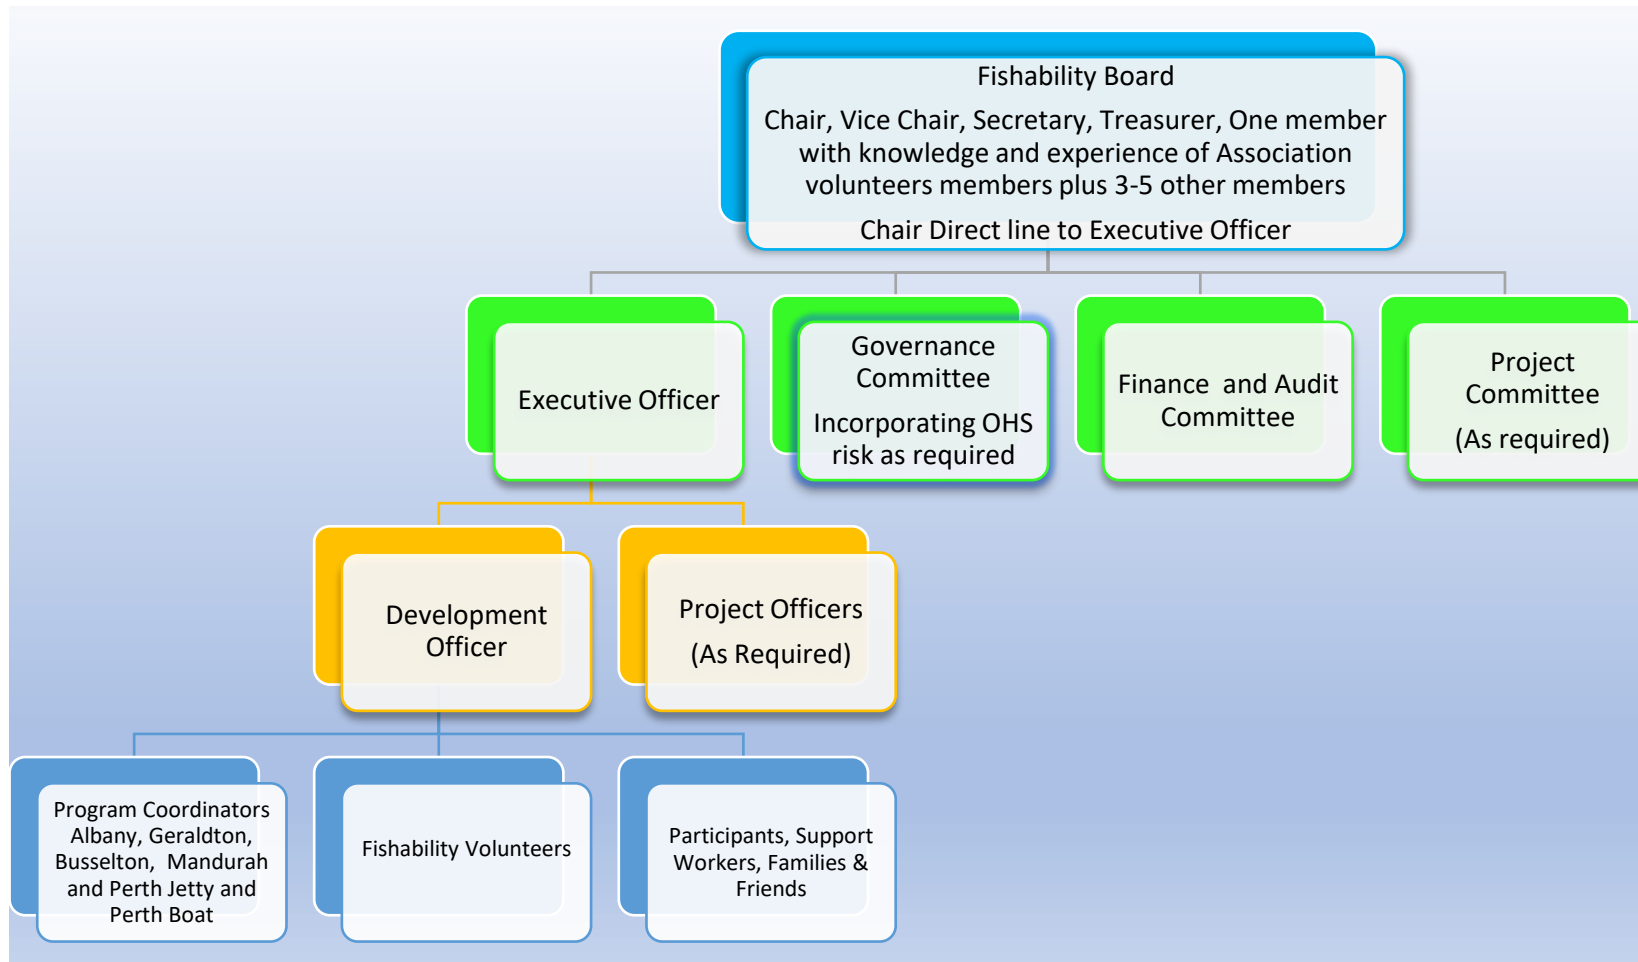 Fishability Board
Chair, Vice Chair, Secretary, Treasurer, One member
with knowledge and experience of Association
volunteers members plus 3-5 other members
Chair Direct line to Executive Officer
Executive Officer
Governance
Committee
Incorporating OHS
risk as required
Finance  and Audit
Committee
Project
Committee
(As required)
Development
Officer
Project Officers
(As Required)
Program Coordinators
Albany, Geraldton,
Busselton,  Mandurah
and Perth Jetty and
Perth Boat
Fishability Volunteers
Participants, Support
Workers, Families &
Friends